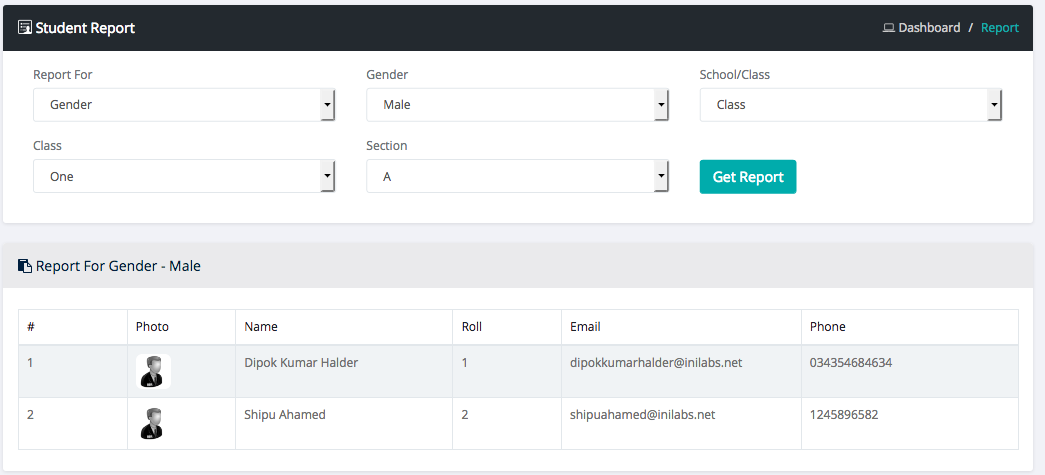 Student Report
Dashboard / Report
Report For Gender School/Class
Gender Male Class
Class Section
One A Get Report
Report For Gender - Male
# Photo Name Roll Email Phone
1 Dipok Kumar Halder 1 dipokkumarhalder@inilabs.net 034354684634
2 Shipu Ahamed 2 shipuahamed@inilabs.net 1245896582